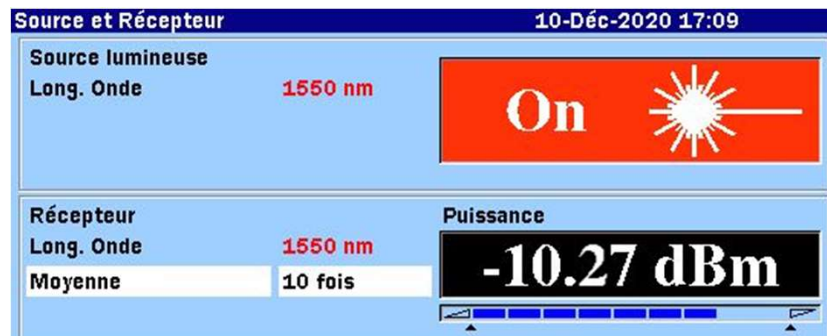 Source et Récepteur 10-Déc-2020 17:09
Source lumineuse
Long. Onde 1550 nm
On
Récepteur
Long. Onde 1550 nm
Moyenne 10 fois
Puissance
-10.27 dBm